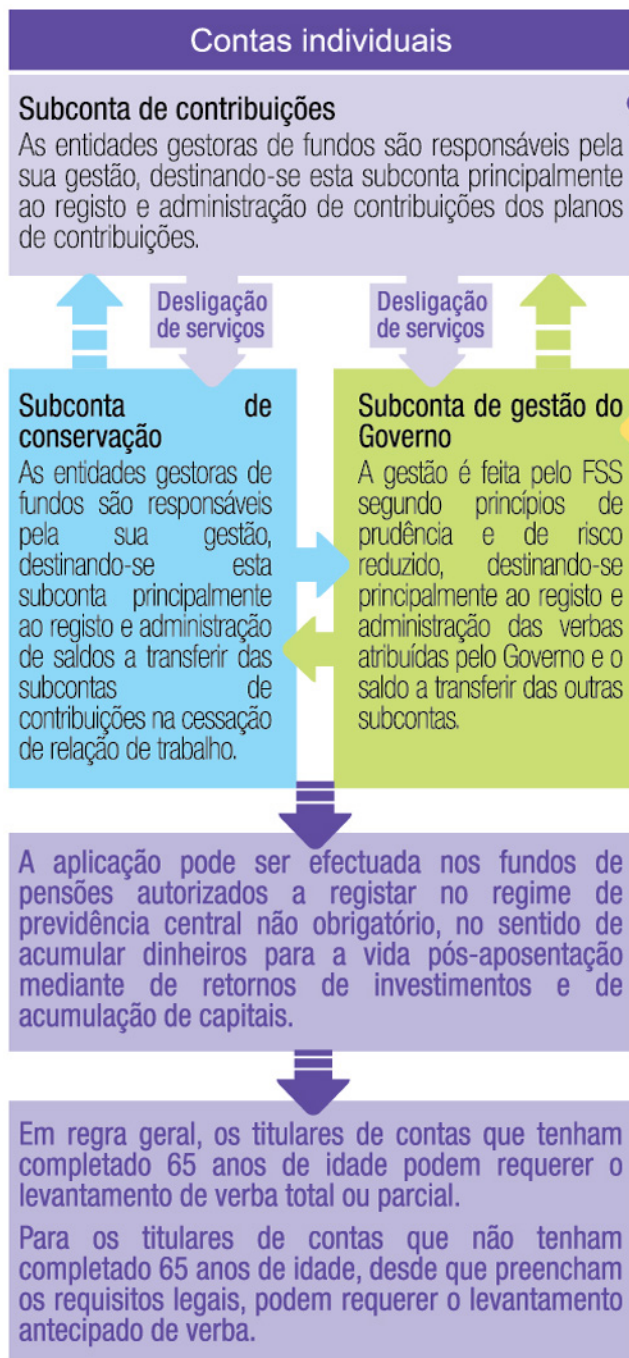 Contas individuais
Subconta de contribuições
As entidades gestoras de fundos são responsáveis pela
sua gestão, destinando-se esta subconta principalmente
ao registo e administração de contribuições dos planos
de contribuições.
Desligação
de serviços
Desligação
de serviços
Subconta de
conservação
As entidades gestoras de
fundos são responsáveis
pela sua gestão,
destinando-se esta
subconta principalmente
ao registo e administração
de saldos a transferir das
subcontas de
contribuições na cessação
de relação de trabalho.
Subconta de gestão do
Governo
A gestão é feita pelo FSS
segundo princípios de
prudência e de risco
reduzido, destinando-se
principalmente ao registo e
administração das verbas
atribuídas pelo Governo e o
saldo a transferir das outras
subcontas.
A aplicação pode ser efectuada nos fundos de
pensões autorizados a registar no regime de
previdência central não obrigatório, no sentido de
acumular dinheiros para a vida pós-aposentação
mediante de retornos de investimentos e de
acumulação de capitais.
Em regra geral, os titulares de contas que tenham
completado 65 anos de idade podem requerer o
levantamento de verba total ou parcial.
Para os titulares de contas que não tenham
completado 65 anos de idade, desde que preencham
os requisitos legais, podem requerer o levantamento
antecipado de verba.